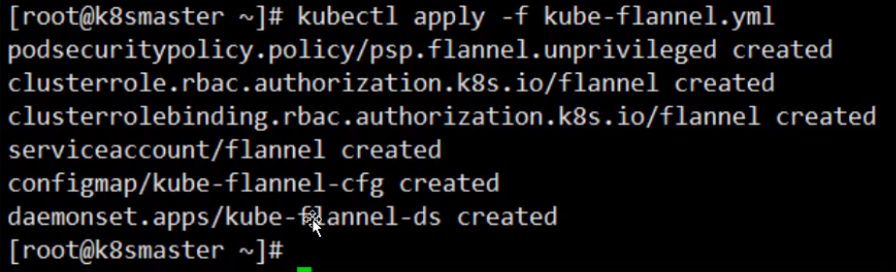 [root@k8smaster ~]# kubectl apply -f kube-flannel.yml
podsecuritypolicy.policy/psp.flannel.unprivileged created
clusterrole.rbac.authorization.k8s.io/flannel created
clusterrolebinding.rbac.authorization.k8s.io/flannel created
serviceaccount/flannel created
configmap/kube-flannel-cfg created
daemonset.apps/kube-flannel-ds created
[root@k8smaster ~]#